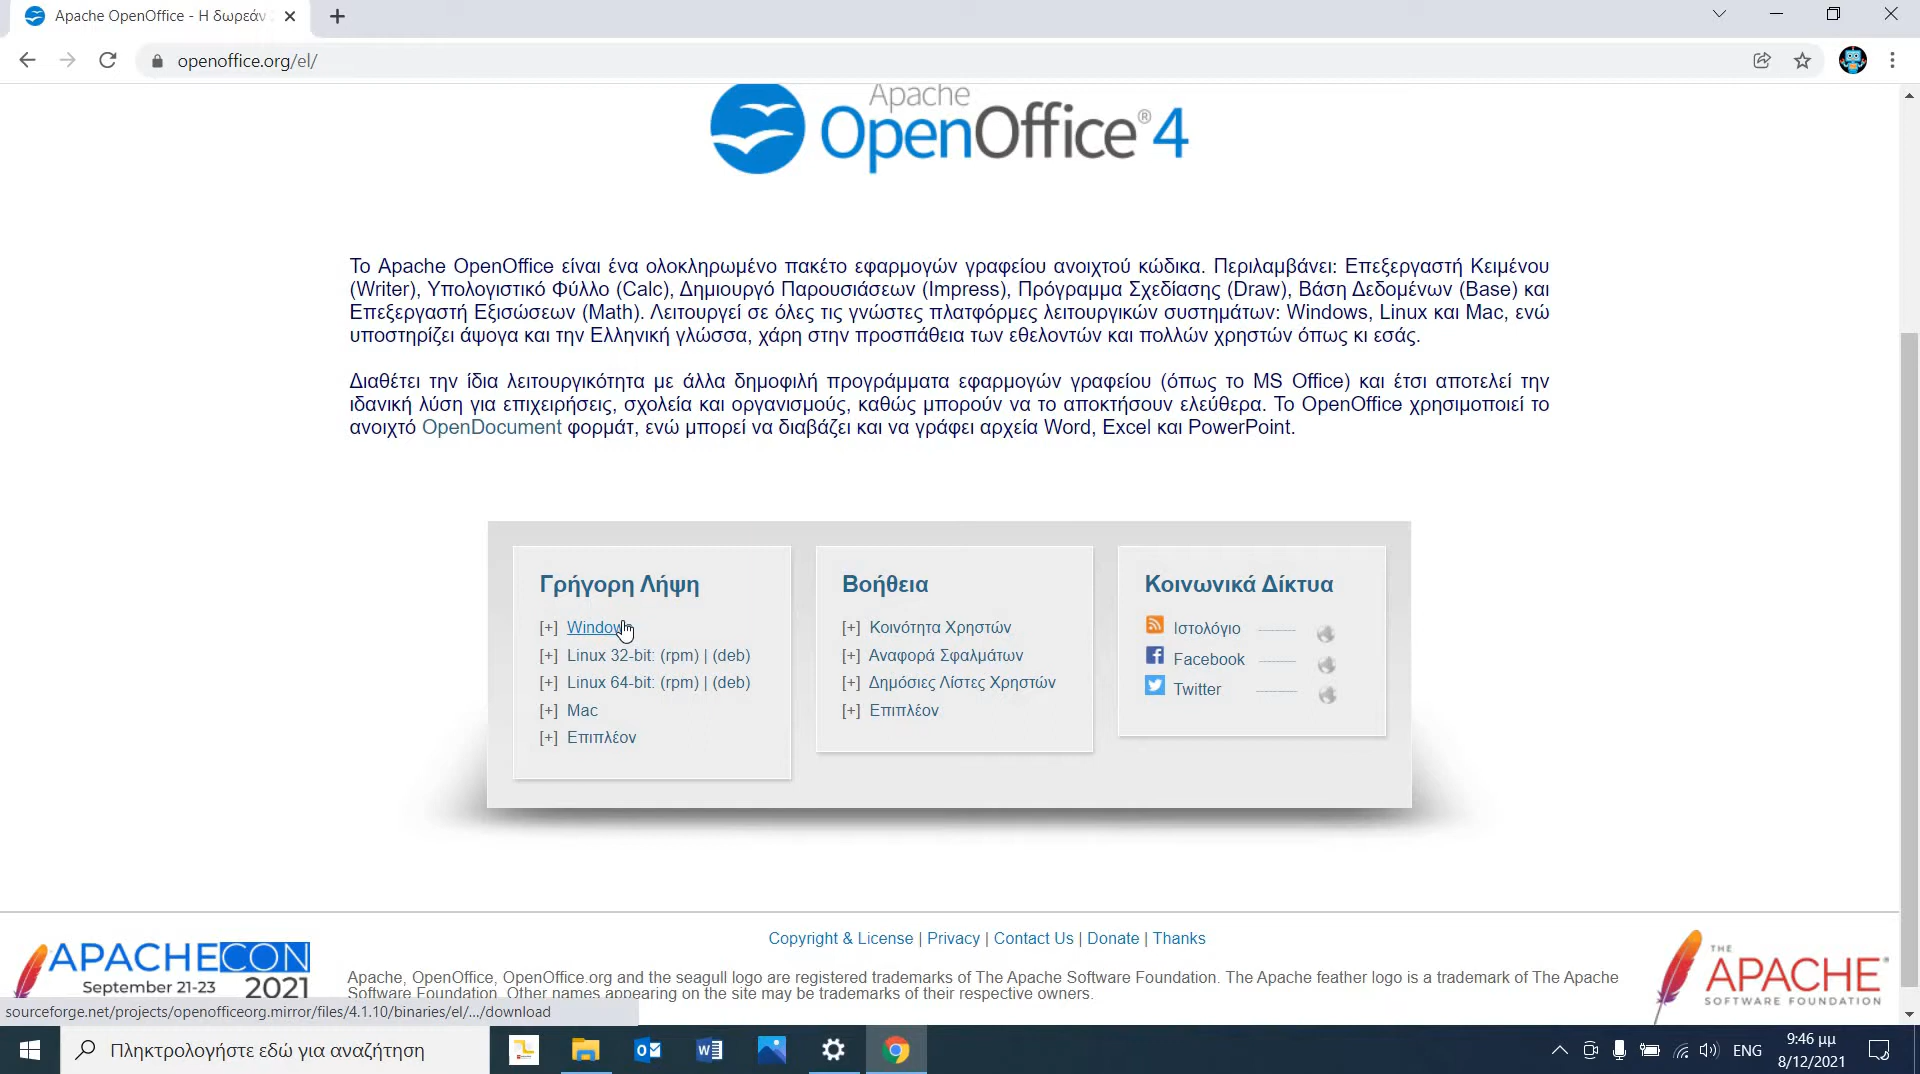 Apache OpenOffice - Η δωρεάν
openoffice.org/el/
Apache
OpenOffice® 4
Το Apache OpenOffice είναι ένα ολοκληρωμένο πακέτο εφαρμογών γραφείου ανοιχτού κώδικα. Περιλαμβάνει: Επεξεργαστή Κειμένου
(Writer), Υπολογιστικό Φύλλο (Calc), Δημιουργό Παρουσιάσεων (Impress), Πρόγραμμα Σχεδίασης (Draw), Βάση Δεδομένων (Base) και
Επεξεργαστή Εξισώσεων (Math). Λειτουργεί σε όλες τις γνώστες πλατφόρμες λειτουργικών συστημάτων: Windows, Linux και Mac, ενώ
υποστηρίζει άψογα και την Ελληνική γλώσσα, χάρη στην προσπάθεια των εθελοντών και πολλών χρηστών όπως κι εσάς.
Διαθέτει την ίδια λειτουργικότητα με άλλα δημοφιλή προγράμματα εφαρμογών γραφείου (όπως το MS Office) και έτσι αποτελεί την
ιδανική λύση για επιχειρήσεις, σχολεία και οργανισμούς, καθώς μπορούν να το αποκτήσουν ελεύθερα. Το OpenOffice χρησιμοποιεί το
ανοιχτό OpenDocument φορμάτ, ενώ μπορεί να διαβάζει και να γράφει αρχεία Word, Excel και PowerPoint.
Γρήγορη Λήψη
[+] Windows
[+] Linux 32-bit: (rpm) | (deb)
[+] Linux 64-bit: (rpm) | (deb)
[+] Mac
[+] Επιπλέον
Βοήθεια
[+] Κοινότητα Χρηστών
[+] Αναφορά Σφαλμάτων
[+] Δημόσιες Λίστες Χρηστών
[+] Επιπλέον
Κοινωνικά Δίκτυα
Ιστολόγιο
Facebook
Twitter
Copyright & License | Privacy | Contact Us | Donate | Thanks
APACHECON
September 21-23 2021
Apache, OpenOffice, OpenOffice.org and the seagull logo are registered trademarks of The Apache Software Foundation. The Apache feather logo is a trademark of The Apache
Software Foundation. Other names appearing on the site may be trademarks of their respective owners.
THE
APACHE®
SOFTWARE FOUNDATION
sourceforge.net/projects/openofficeorg.mirror/files/4.1.10/binaries/el/.../download
Πληκτρολογήστε εδώ για αναζήτηση
ENG
9:46 μμ
8/12/2021